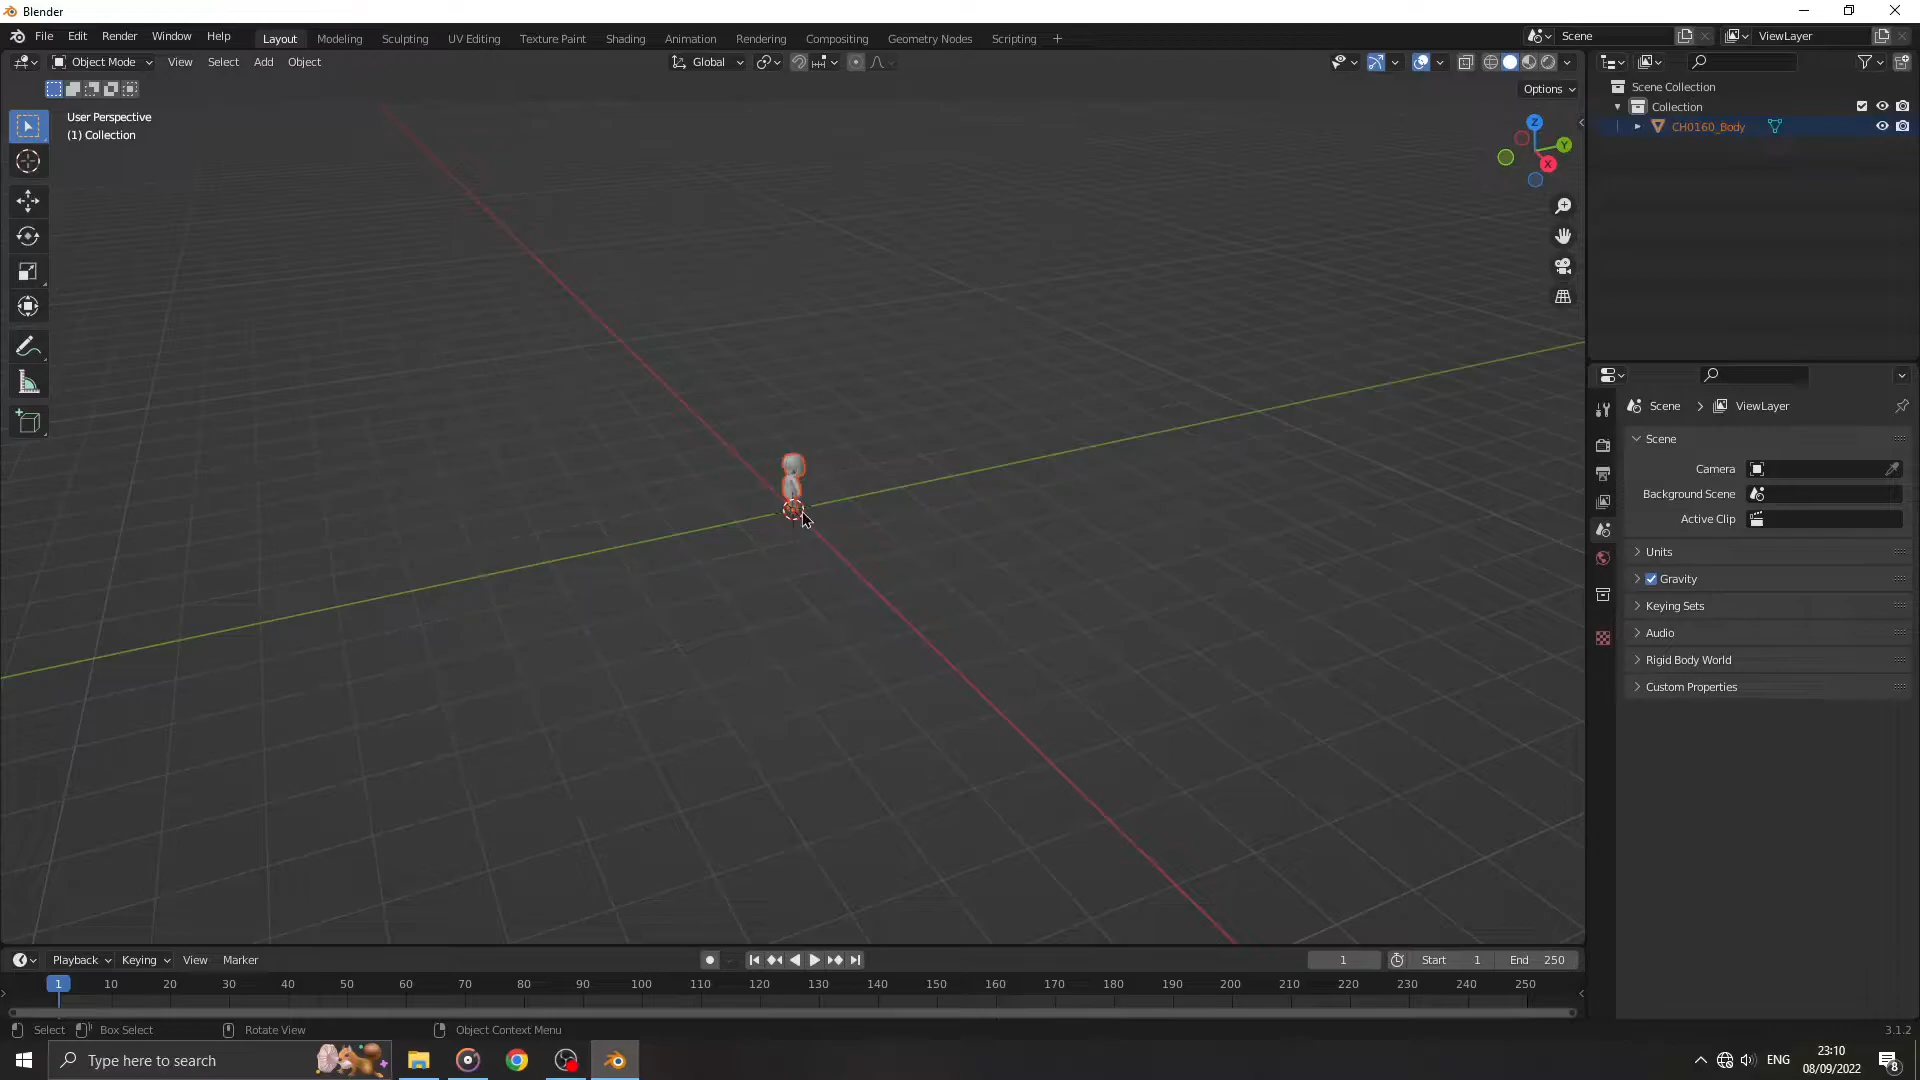 Blender
File Edit Render Window Help
Layout Modeling Sculpting UV Editing Texture Paint Shading Animation Rendering Compositing Geometry Nodes Scripting +
Scene
ViewLayer
Object Mode View Select Add Object
Global
Options
User Perspective
(1) Collection
Z
Y
X
Scene Collection
Collection
CH0160_Body
Scene > ViewLayer
Scene
Camera
Background Scene
Active Clip
Units
Gravity
Keying Sets
Audio
Rigid Body World
Custom Properties
Playback Keying View Marker
1
Start 1
End 250
1 10 20 30 40 50 60 70 80 90 100 110 120 130 140 150 160 170 180 190 200 210 220 230 240 250
Select Box Select Rotate View Object Context Menu
3.1.2
Type here to search
ENG
23:10
08/09/2022
8